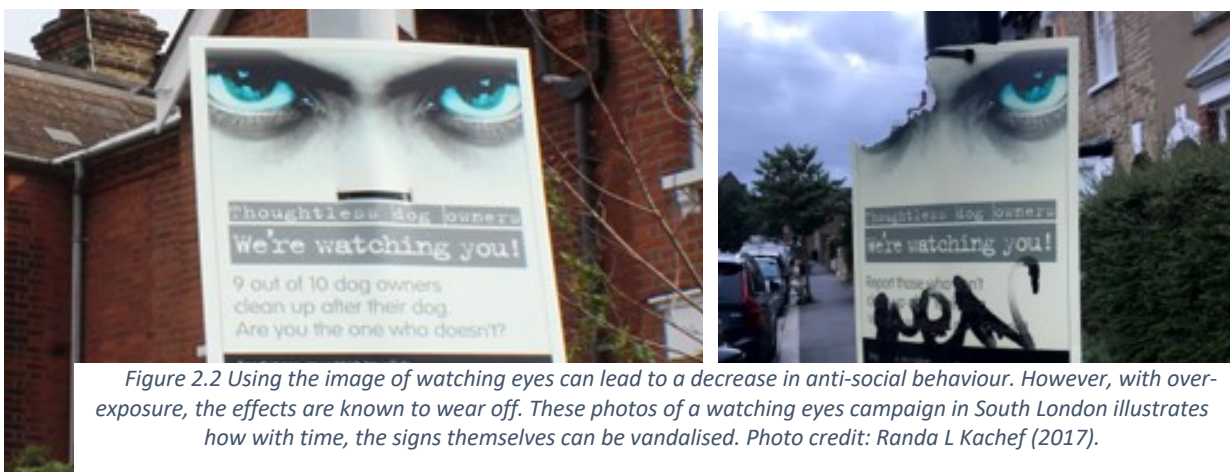 Thoughtless dog owners
We're watching you!
9 out of 10 dog owners
clean up after their dog.
Are you the one who doesn't?
Thoughtless dog owners
We're watching you!
Report those who don't
Figure 2.2 Using the image of watching eyes can lead to a decrease in anti-social behaviour. However, with over-
exposure, the effects are known to wear off. These photos of a watching eyes campaign in South London illustrates
how with time, the signs themselves can be vandalised. Photo credit: Randa L Kachef (2017).